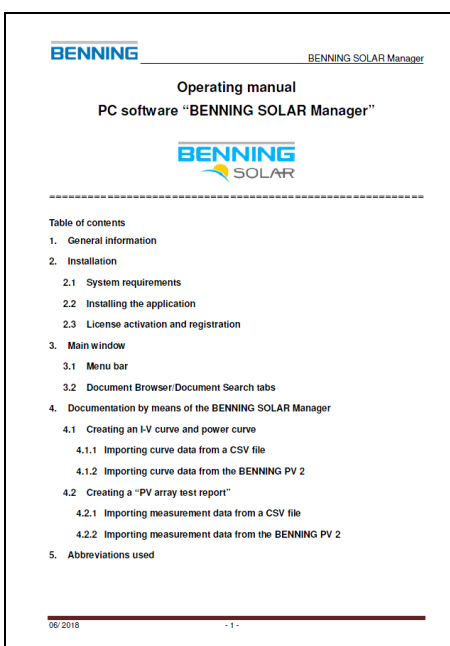 BENNING
BENNING SOLAR Manager
Operating manual
PC software “BENNING SOLAR Manager”
BENNING
SOLAR
==========================================================
Table of contents
1. General information
2. Installation
2.1 System requirements
2.2 Installing the application
2.3 License activation and registration
3. Main window
3.1 Menu bar
3.2 Document Browser/Document Search tabs
4. Documentation by means of the BENNING SOLAR Manager
4.1 Creating an I-V curve and power curve
4.1.1 Importing curve data from a CSV file
4.1.2 Importing curve data from the BENNING PV 2
4.2 Creating a “PV array test report”
4.2.1 Importing measurement data from a CSV file
4.2.2 Importing measurement data from the BENNING PV 2
5. Abbreviations used
06/ 2018 - 1 -